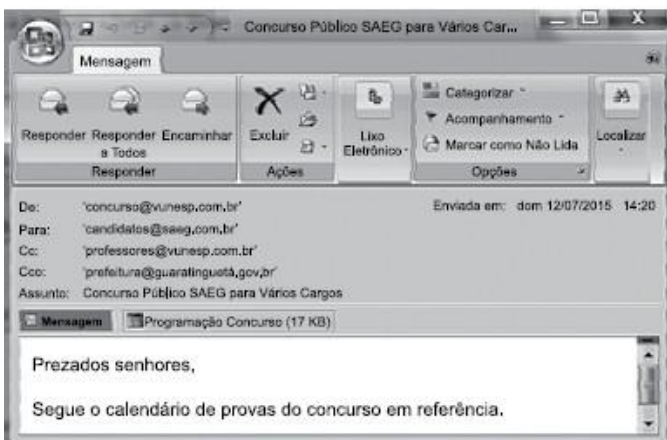 Concurso Público SAEG para Vários Car...
Mensagem
Responder Responder a Todos Encaminhar
Excluir
Lixo Eletrônico
Categorizar
Acompanhamento
Marcar como Não Lida
Localizar
Responder Ações Opções
De: 'concurso@vunesp.com.br' Enviada em: dom 12/07/2015 14:20
Para: 'candidatos@saeg.com.br'
Cc: 'professores@vunesp.com.br'
Cco: 'prefeitura@guaratinguetá.gov.br'
Assunto: Concurso Público SAEG para Vários Cargos
Mensagem Programação Concurso (17 KB)
Prezados senhores,
Segue o calendário de provas do concurso em referência.